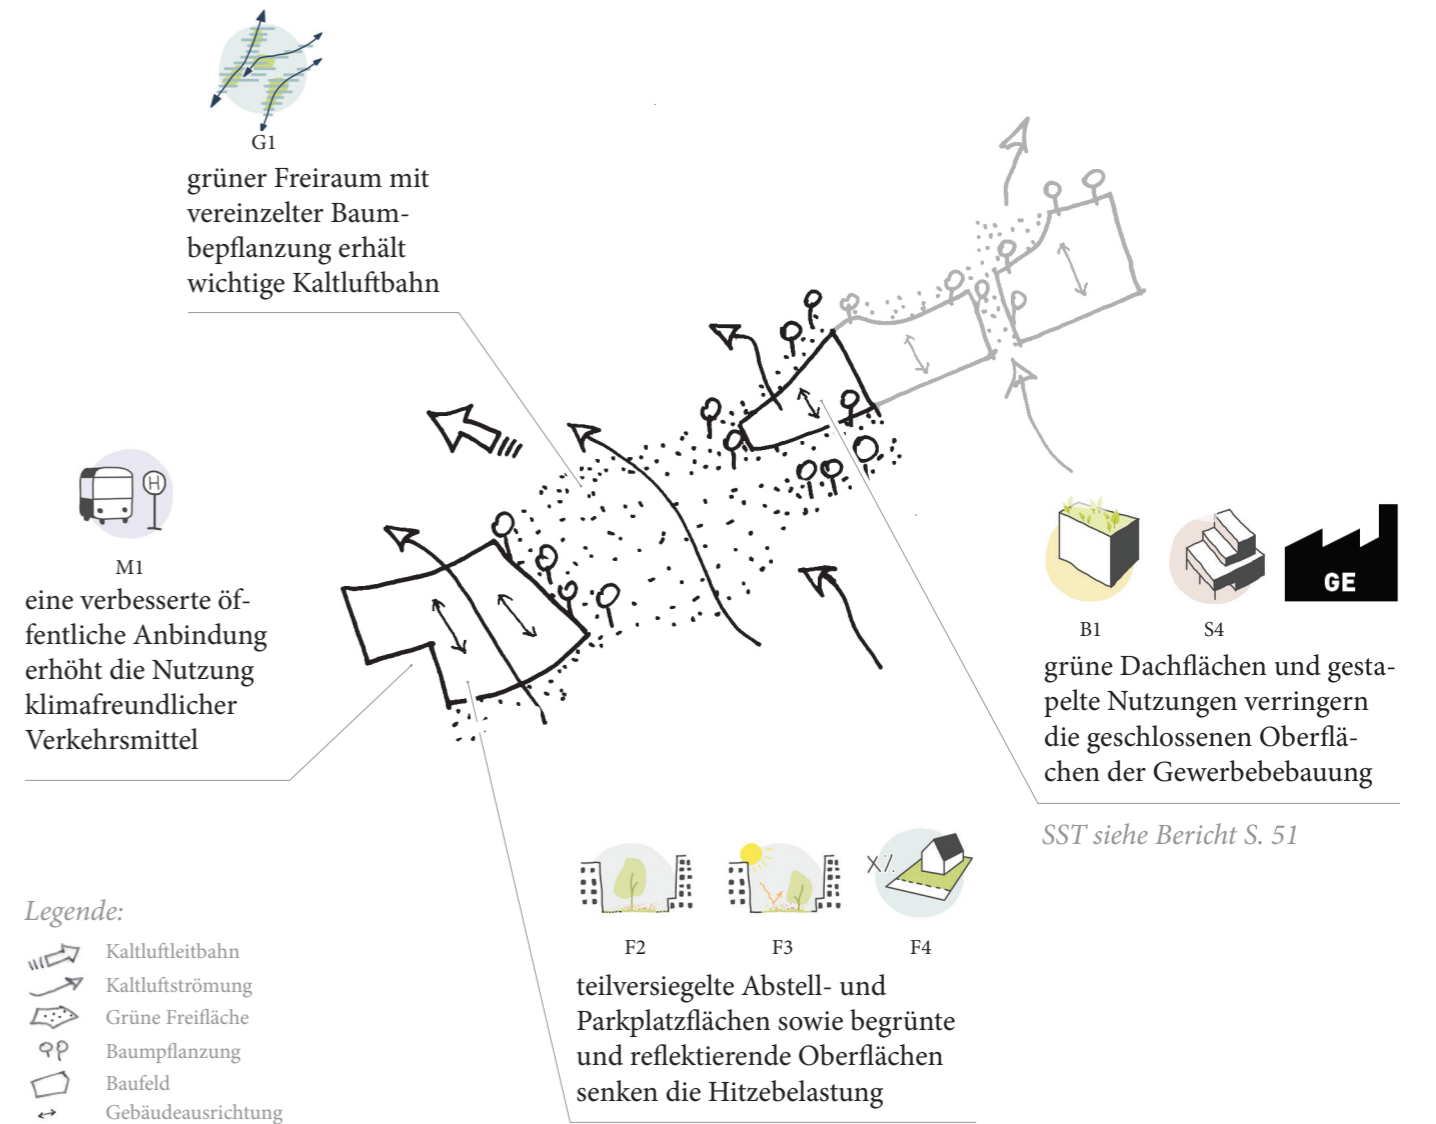 G1
grüner Freiraum mit
vereinzelter Baum-
bepflanzung erhält
wichtige Kaltluftbahn
H
M1
eine verbesserte öf-
fentliche Anbindung
erhöht die Nutzung
klimafreundlicher
Verkehrsmittel
GE
B1
S4
grüne Dachflächen und gesta-
pelte Nutzungen verringern
die geschlossenen Oberflä-
chen der Gewerbebebauung
SST siehe Bericht S. 51
X%
F2
F3
F4
teilversiegelte Abstell- und
Parkplatzflächen sowie begrünte
und reflektierende Oberflächen
senken die Hitzebelastung
Legende:
Kaltluftleitbahn
Kaltluftströmung
Grüne Freifläche
Baumpflanzung
Baufeld
Gebäudeausrichtung